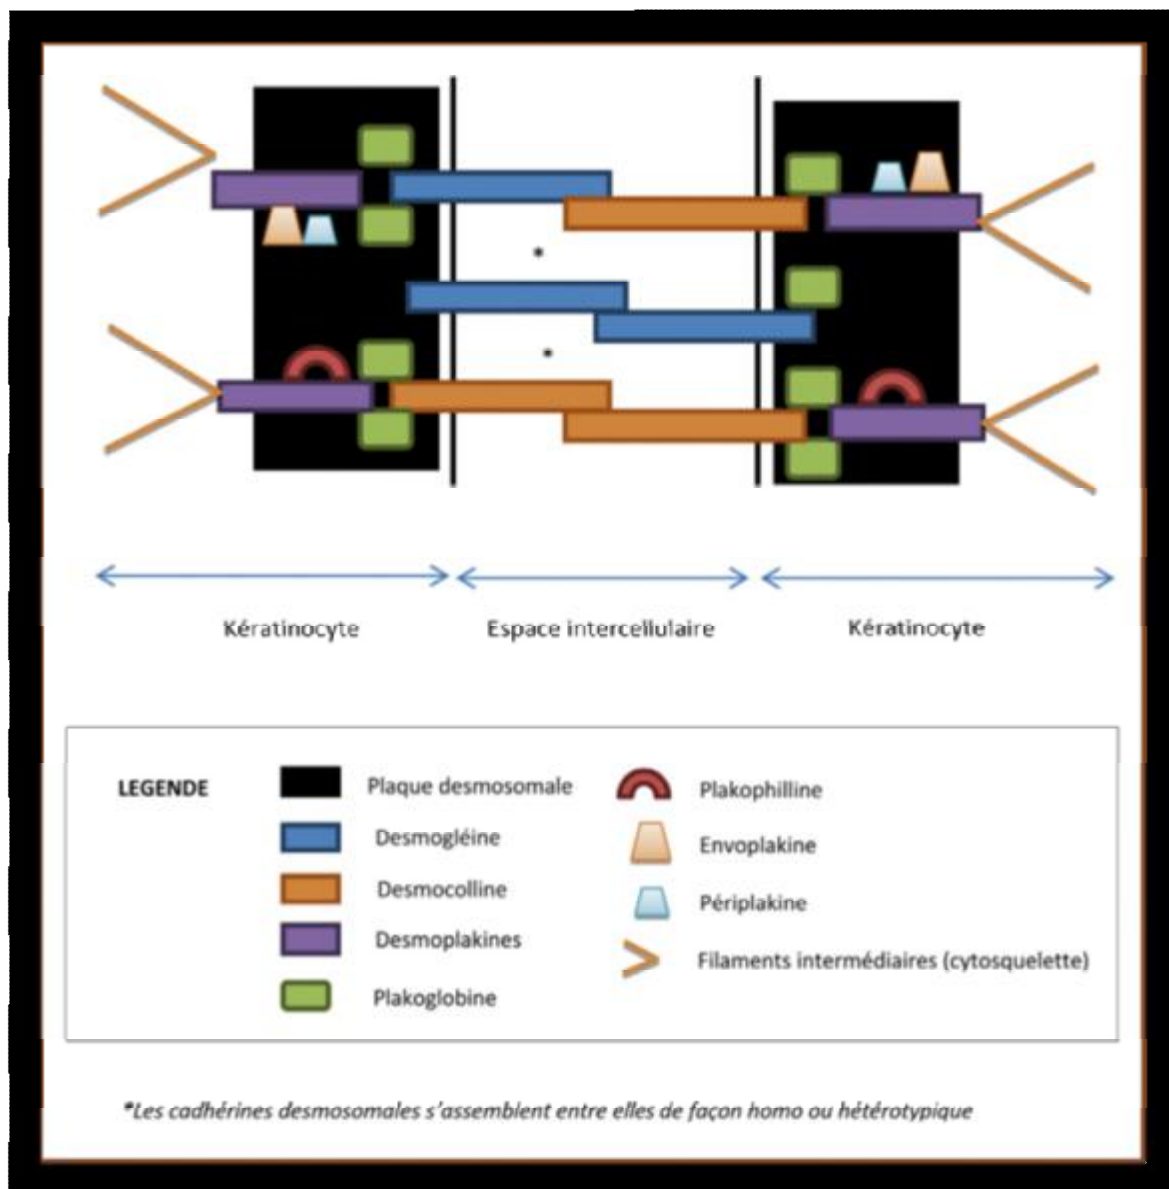 *
*
Kératinocyte
Espace intercellulaire
Kératinocyte
LEGENDE
Plaque desmosomale
Desmogléine
Desmocolline
Desmoplakines
Plakoglobine
Plakophilline
Envoplakine
Périplakine
Filaments intermédiaires (cytosquelette)
*Les cadhérines desmosomales s'assemblent entre elles de façon homo ou hétérotypique